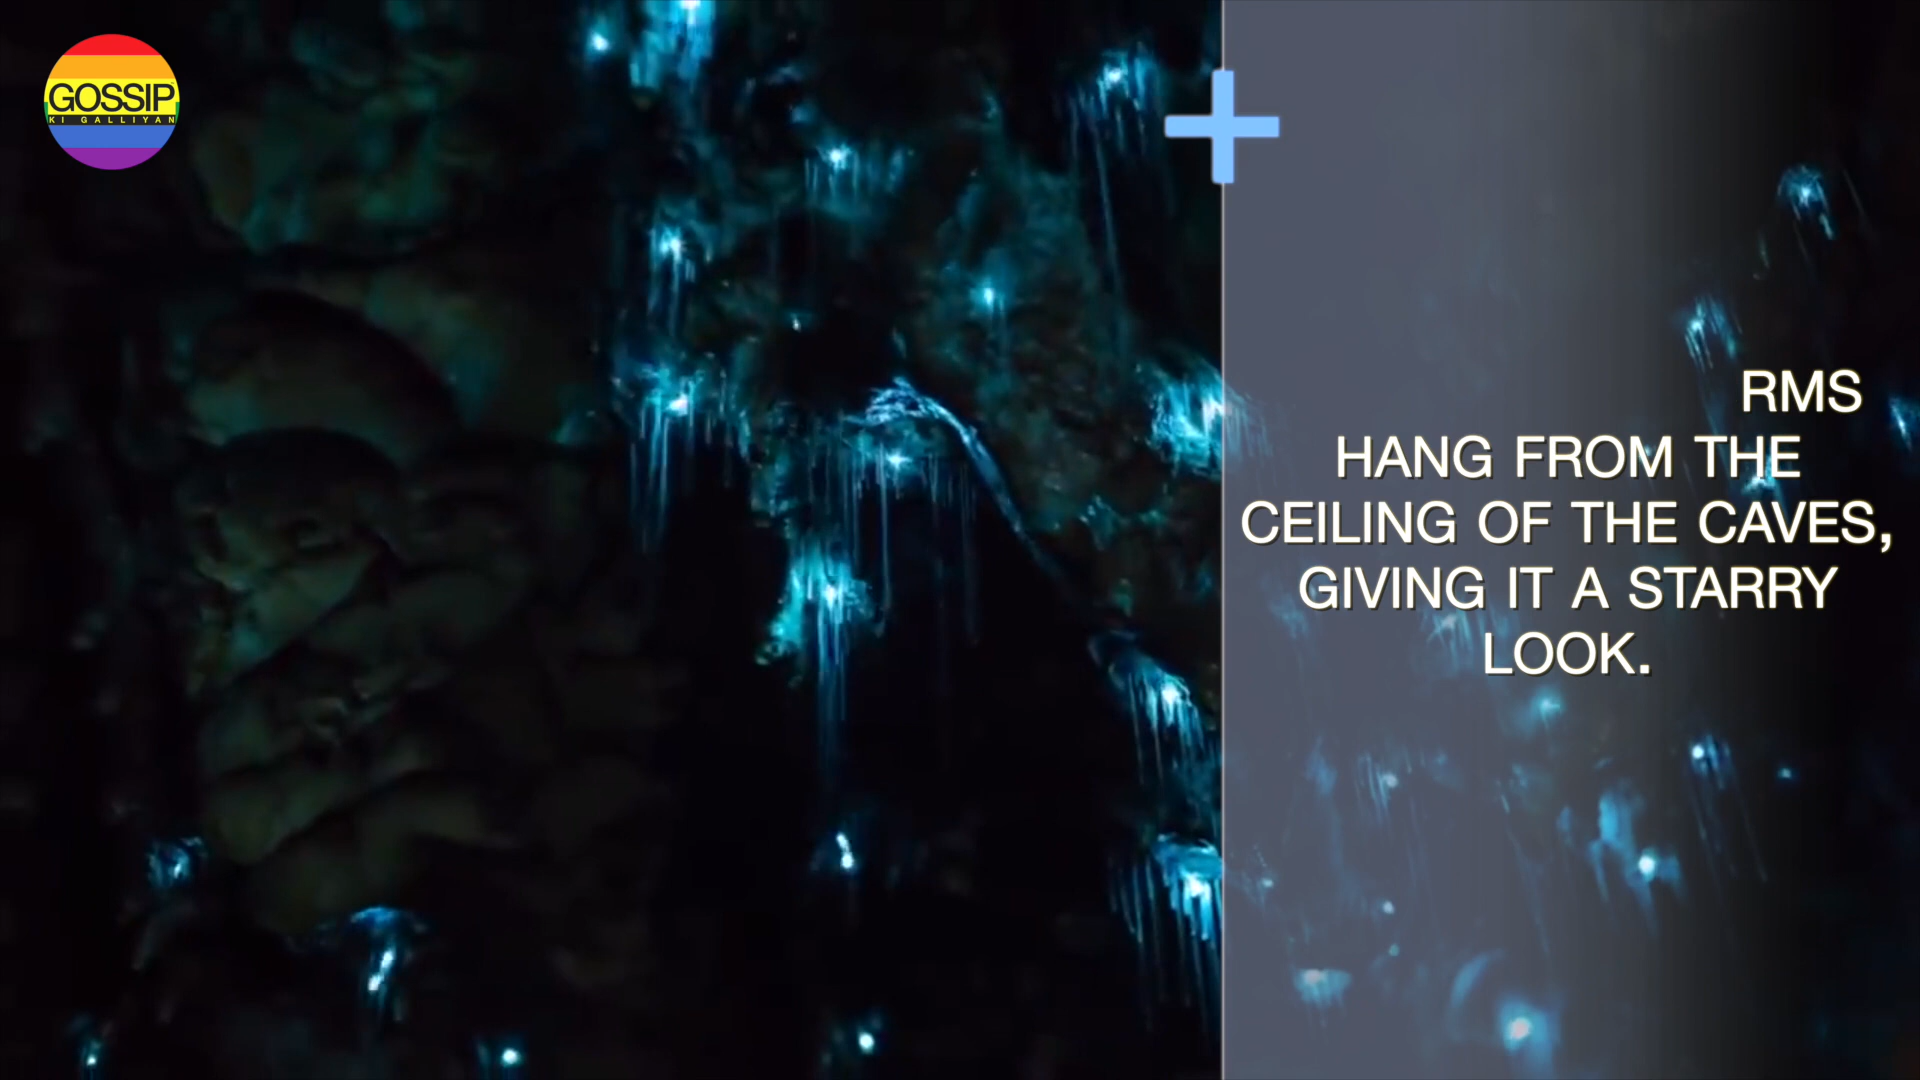 GOSSIP
KI GALLIYAN
RMS
HANG FROM THE
CEILING OF THE CAVES,
GIVING IT A STARRY
LOOK.